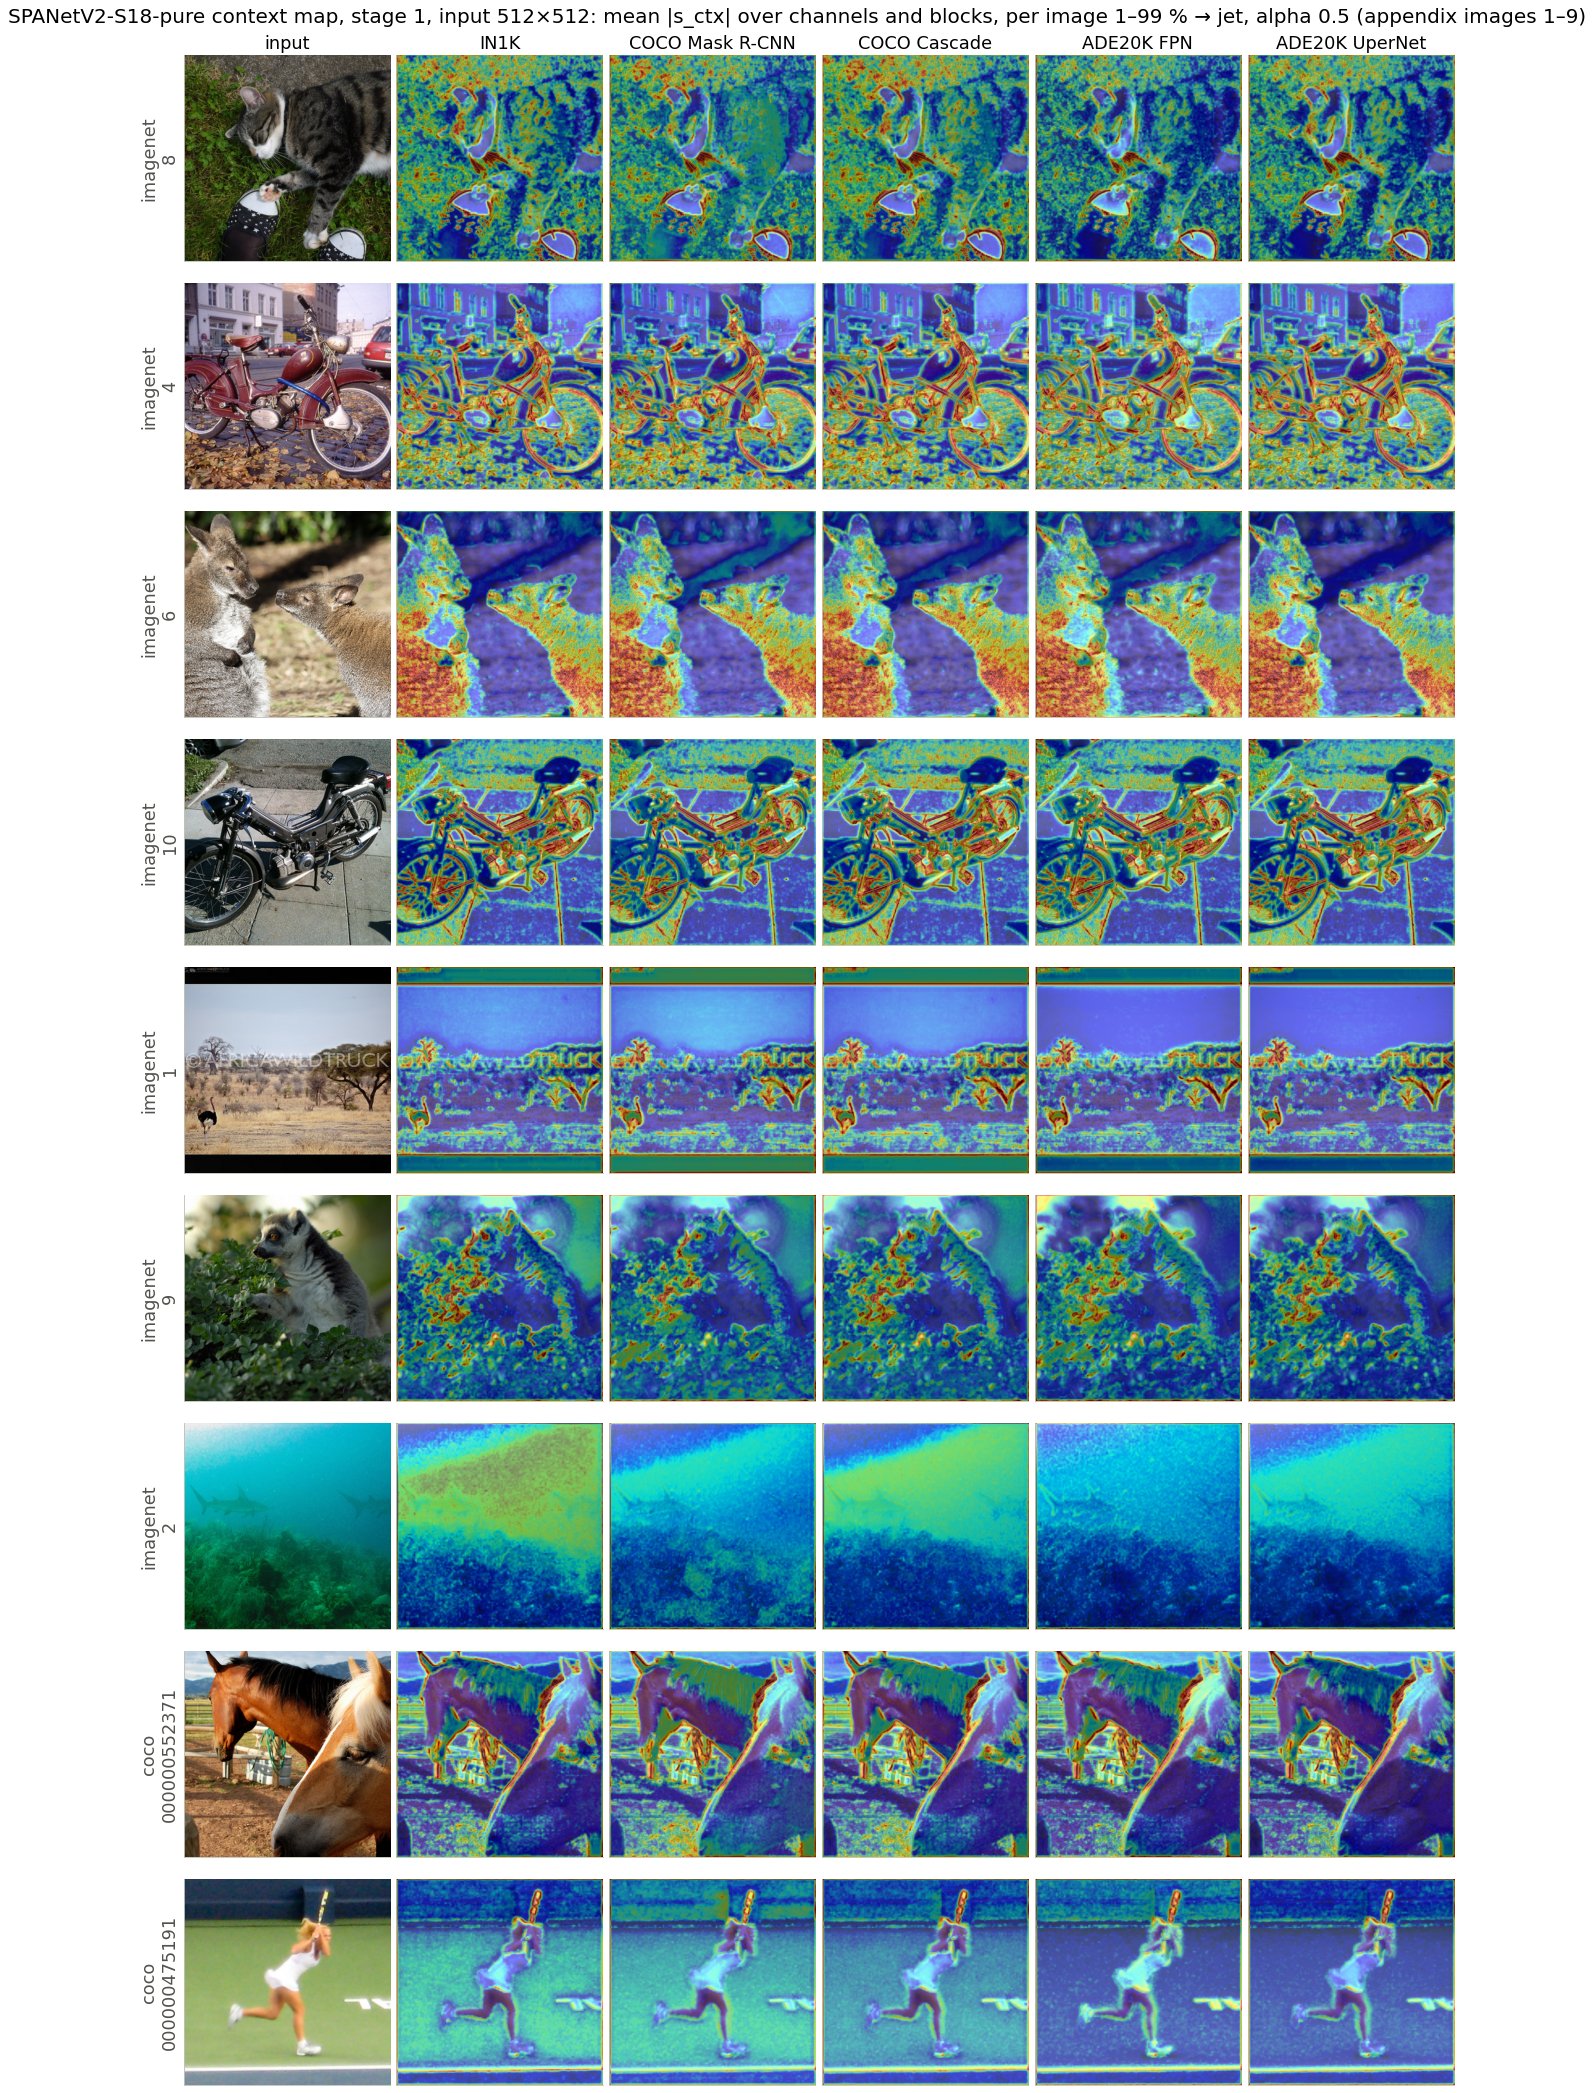 SPANetV2-S18-pure context map, stage 1, input 512×512: mean |s_ctx| over channels and blocks, per image 1–99 % → jet, alpha 0.5 (appendix images 1–9)
input IN1K COCO Mask R-CNN COCO Cascade ADE20K FPN ADE20K UperNet
imagenet
8
imagenet
4
imagenet
6
imagenet
10
imagenet
1
imagenet
9
imagenet
2
coco
000000552371
coco
000000475191